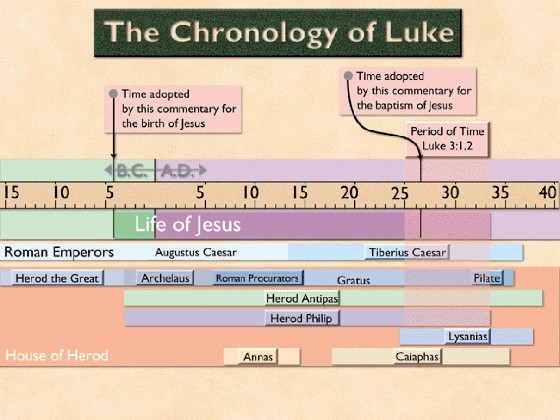 The Chronology of Luke
Time adopted
by this commentary for
the birth of Jesus
Time adopted
by this commentary for
the baptism of Jesus
Period of Time
Luke 3:1,2
B.C. A.D.
15 10 5 5 10 15 20 25 30 35 40
Life of Jesus
Roman Emperors Augustus Caesar Tiberius Caesar
Herod the Great Archelaus Roman Procurators Gratus Pilate
Herod Antipas
Herod Philip
Lysanias
House of Herod Annas Caiaphas